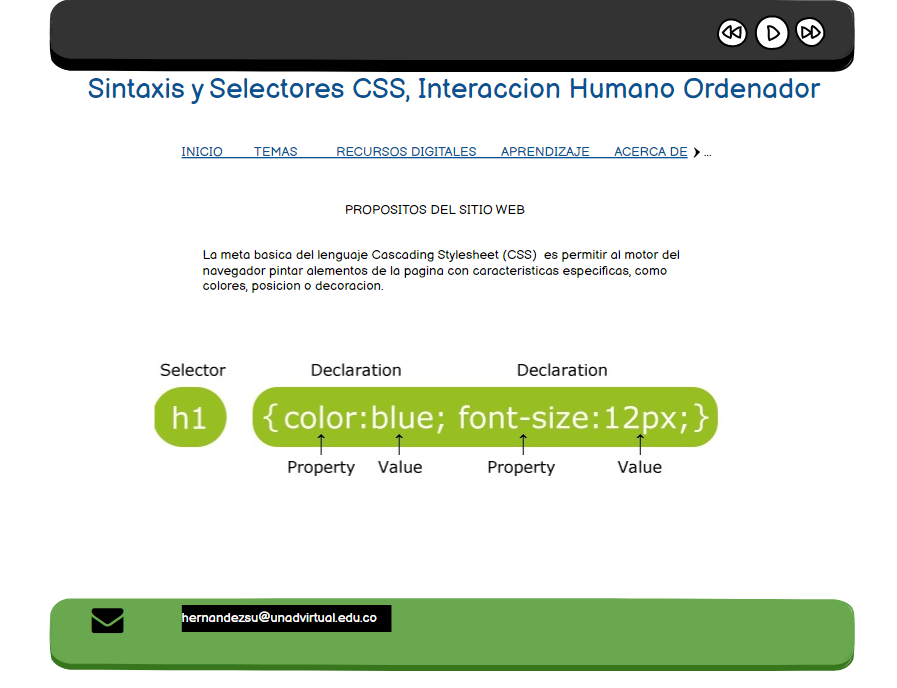 Sintaxis y Selectores CSS, Interaccion Humano Ordenador
INICIO TEMAS RECURSOS DIGITALES APRENDIZAJE ACERCA DE ...
PROPOSITOS DEL SITIO WEB
La meta basica del lenguaje Cascading Stylesheet (CSS) es permitir al motor del
navegador pintar alementos de la pagina con caracteristicas especificas, como
colores, posicion o decoracion.
Selector Declaration Declaration
h1 {color:blue; font-size:12px;}
Property Value Property Value
hernandezsu@unadvirtual.edu.co